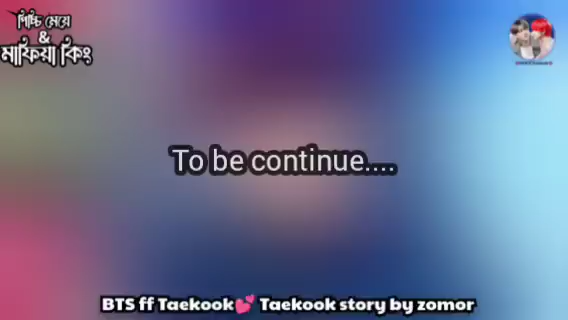 পিচ্চি মেয়ে
&
মাফিয়া কিং
To be continue....
BTS ff Taekook💕 Taekook story by zomor